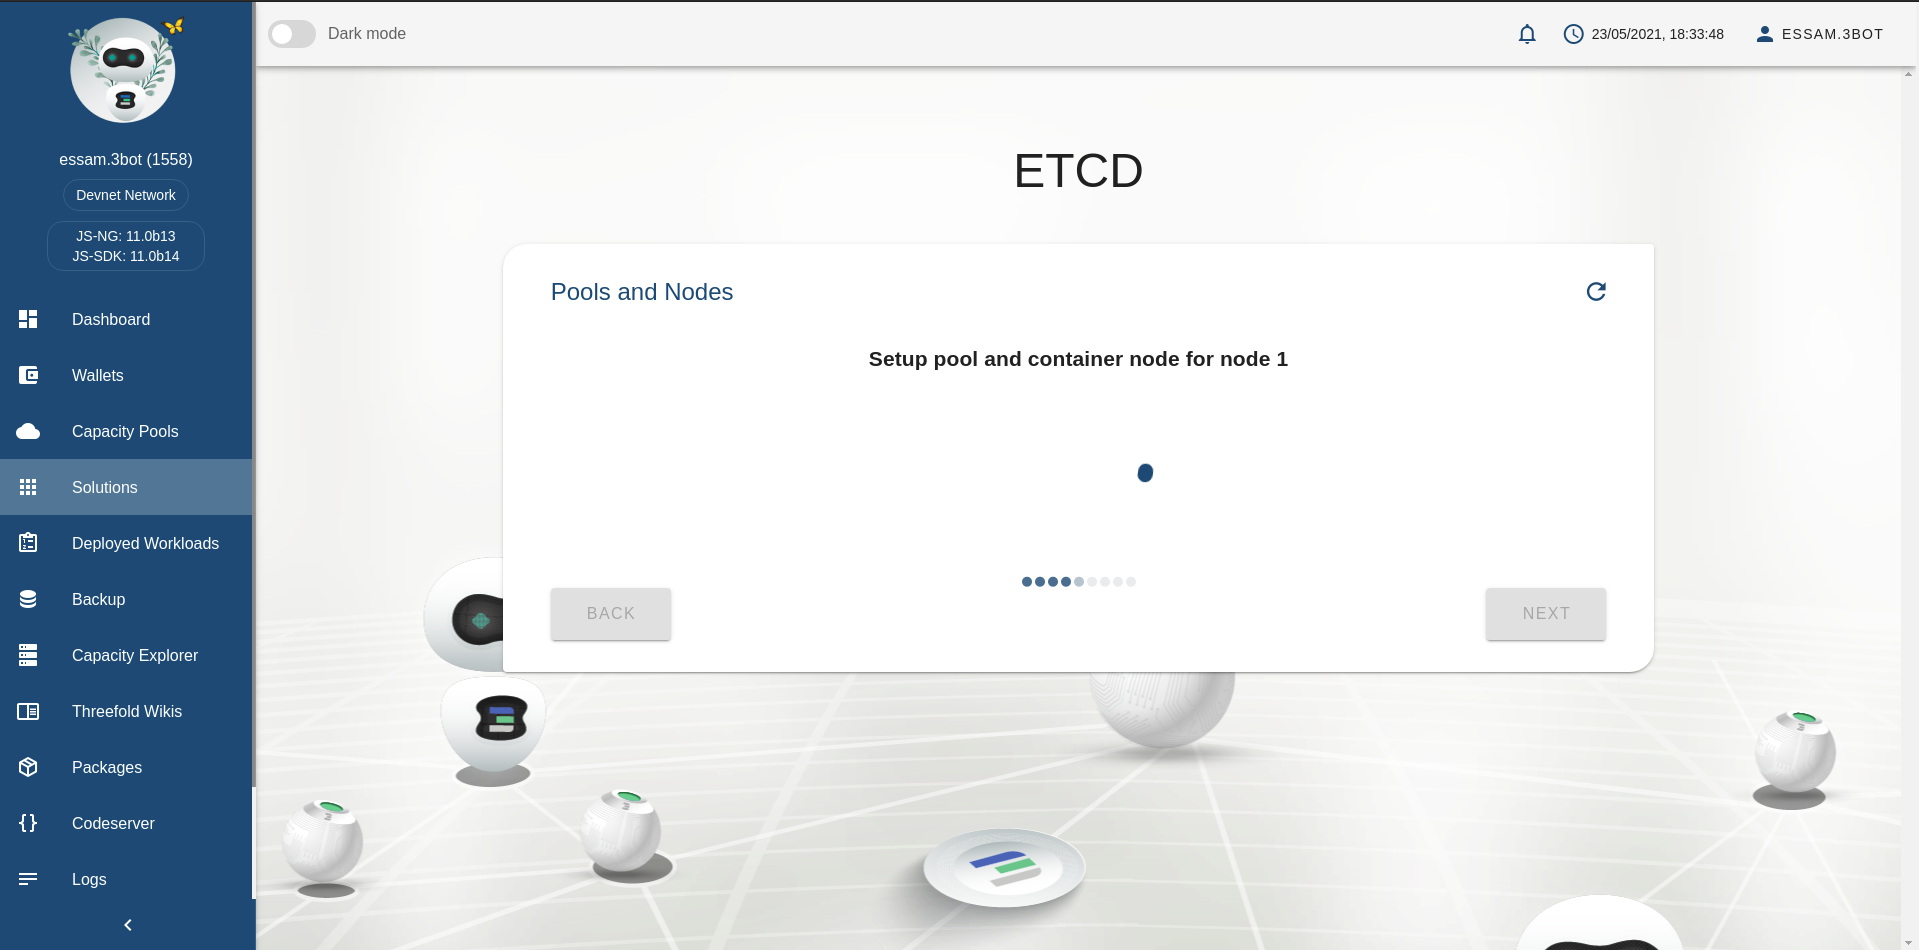 Dark mode
23/05/2021, 18:33:48
ESSAM.3BOT
essam.3bot (1558)
Devnet Network
JS-NG: 11.0b13
JS-SDK: 11.0b14
Dashboard
Wallets
Capacity Pools
Solutions
Deployed Workloads
Backup
Capacity Explorer
Threefold Wikis
Packages
Codeserver
Logs
ETCD
Pools and Nodes
Setup pool and container node for node 1
BACK
NEXT